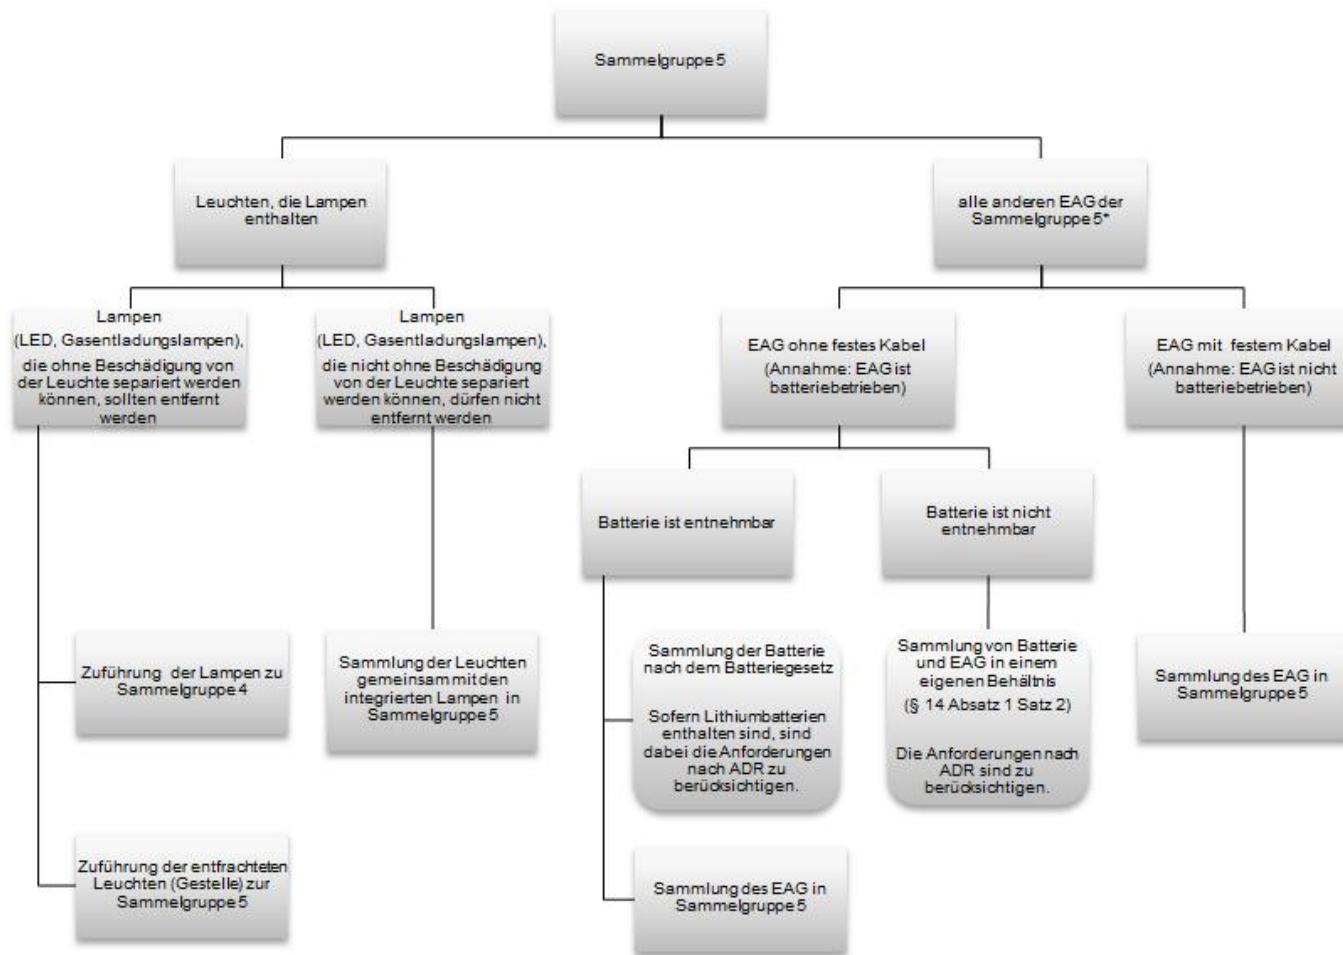 Sammelgruppe 5
Leuchten, die Lampen
enthalten
alle anderen EAG der
Sammelgruppe 5*
Lampen
(LED, Gasentladungslampen),
die ohne Beschädigung von
der Leuchte separiert werden
können, sollten entfernt
werden
Lampen
(LED, Gasentladungslampen),
die nicht ohne Beschädigung
von der Leuchte separiert
werden können, dürfen nicht
entfernt werden
EAG ohne festes Kabel
(Annahme: EAG ist
batteriebetrieben)
EAG mit festem Kabel
(Annahme: EAG ist nicht
batteriebetrieben)
Batterie ist entnehmbar
Batterie ist nicht
entnehmbar
Zuführung der Lampen zu
Sammelgruppe 4
Sammlung der Leuchten
gemeinsam mit den
integrierten Lampen in
Sammelgruppe 5
Sammlung der Batterie
nach dem Batteriegesetz
Sofern Lithiumbatterien
enthalten sind, sind
dabei die Anforderungen
nach ADR zu
berücksichtigen.
Sammlung von Batterie
und EAG in einem
eigenen Behältnis
(§ 14 Absatz 1 Satz 2)
Die Anforderungen nach
ADR sind zu
berücksichtigen.
Sammlung des EAG in
Sammelgruppe 5
Zuführung der entfrachteten
Leuchten (Gestelle) zur
Sammelgruppe 5
Sammlung des EAG in
Sammelgruppe 5